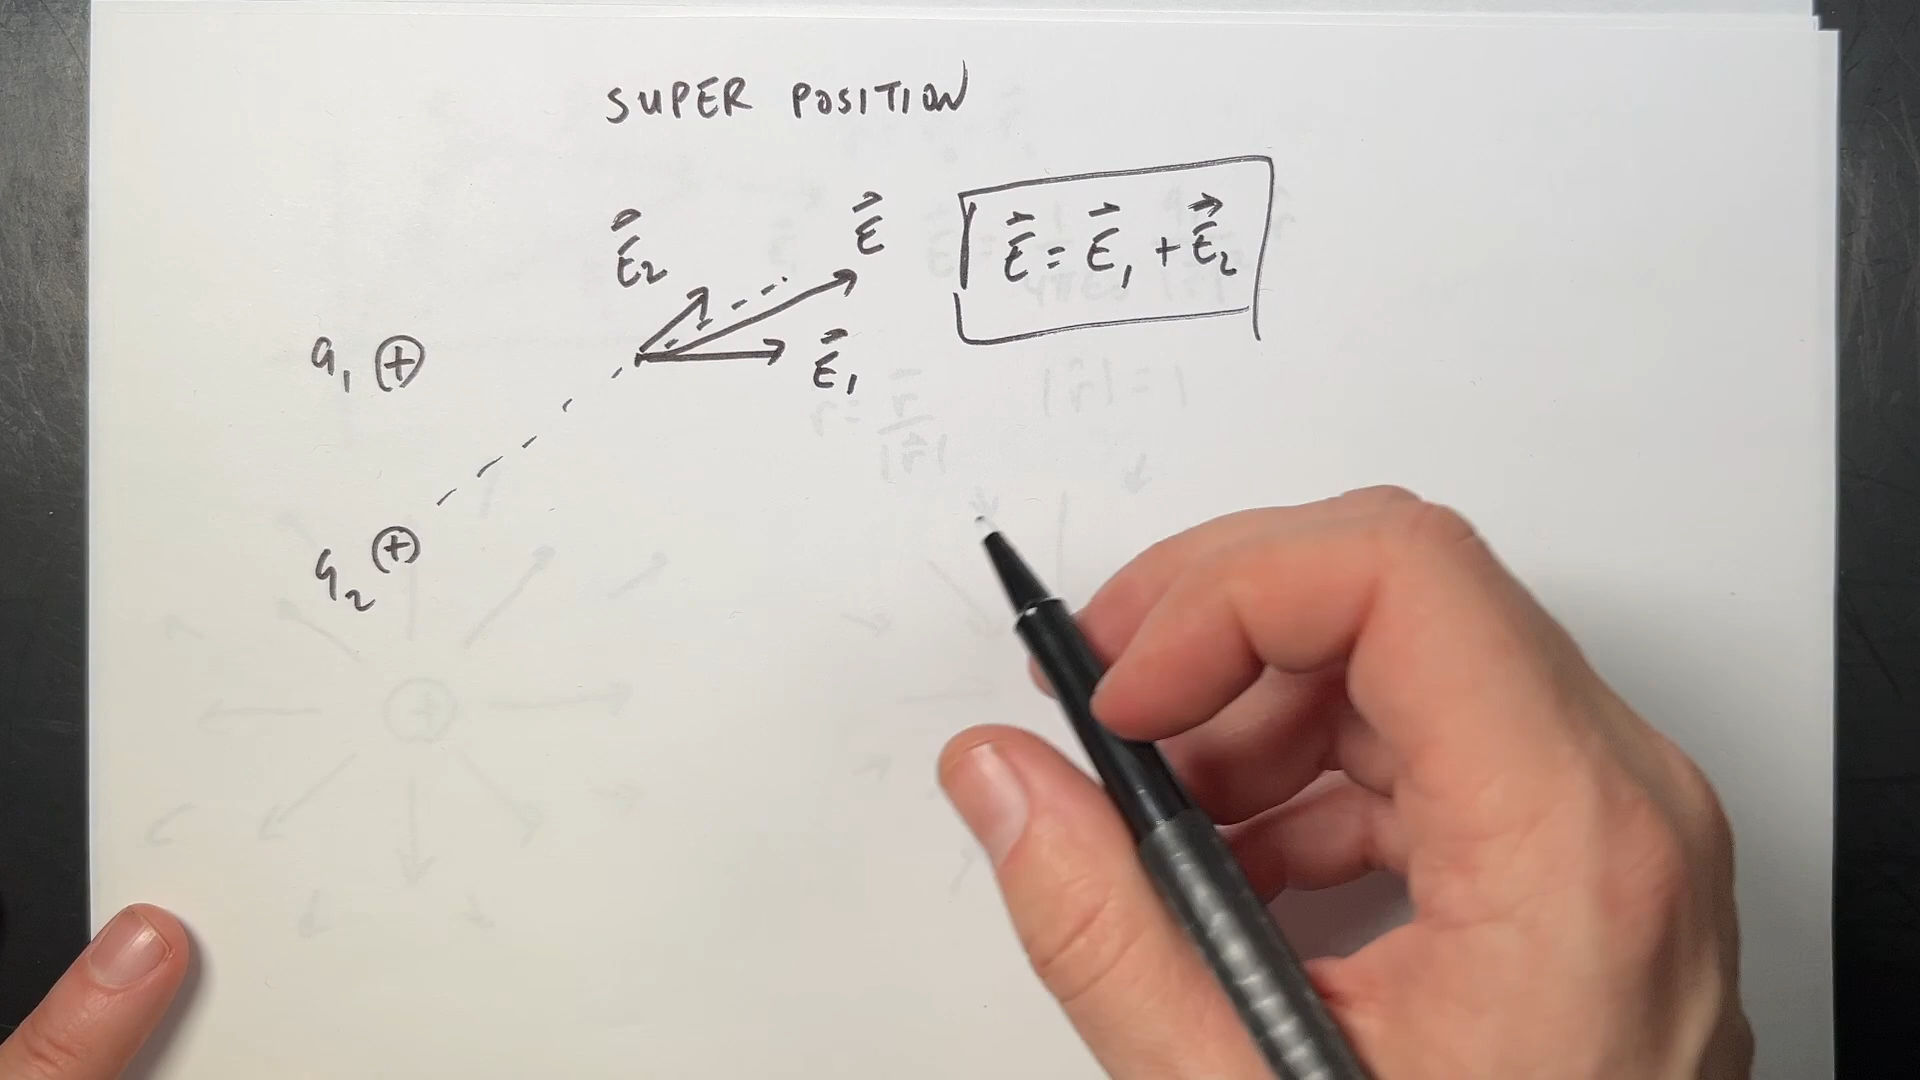 SUPER POSITION
E⃗₂
E⃗
E⃗ = E⃗₁ + E⃗₂
q₁ +
E⃗₁
q₂ +